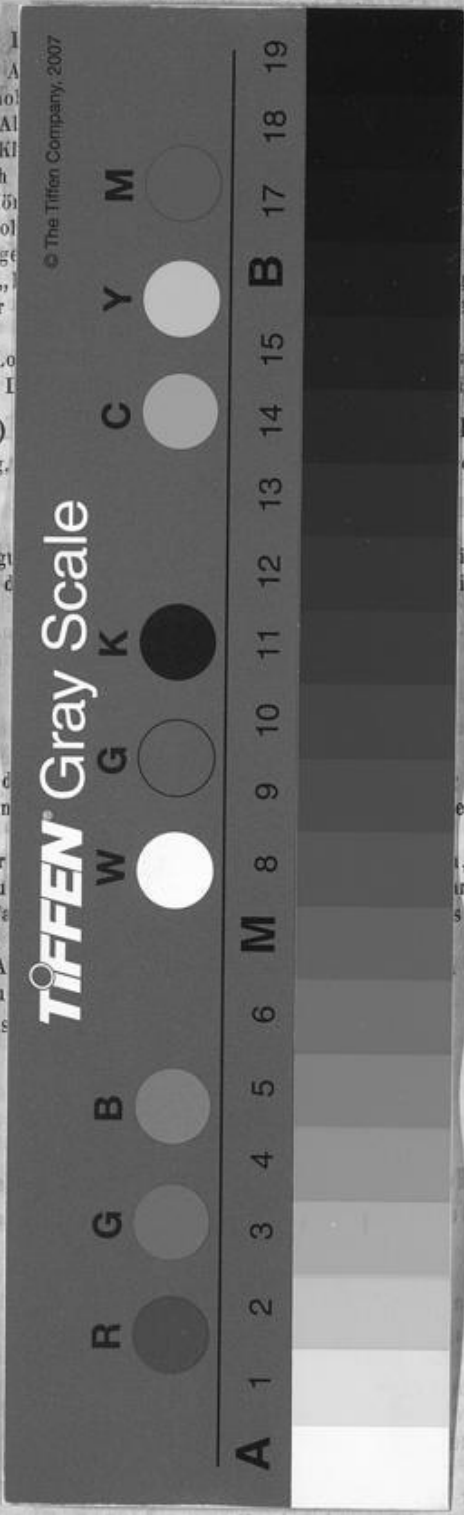 © The Tiffen Company, 2007
TIFFEN® Gray Scale
R G B W G K C Y M
A 1 2 3 4 5 6 M 8 9 10 11 12 13 14 15 B 17 18 19